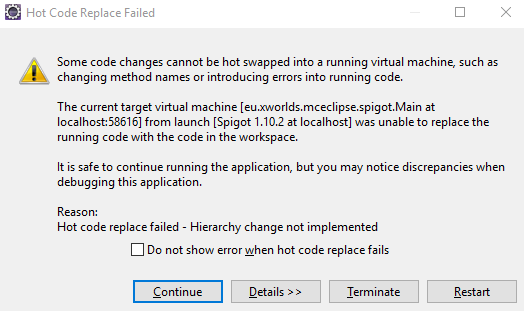 Hot Code Replace Failed
Some code changes cannot be hot swapped into a running virtual machine, such as
changing method names or introducing errors into running code.
The current target virtual machine [eu.xworlds.mceclipse.spigot.Main at
localhost:58616] from launch [Spigot 1.10.2 at localhost] was unable to replace the
running code with the code in the workspace.
It is safe to continue running the application, but you may notice discrepancies when
debugging this application.
Reason:
Hot code replace failed - Hierarchy change not implemented
Do not show error when hot code replace fails
Continue Details >> Terminate Restart